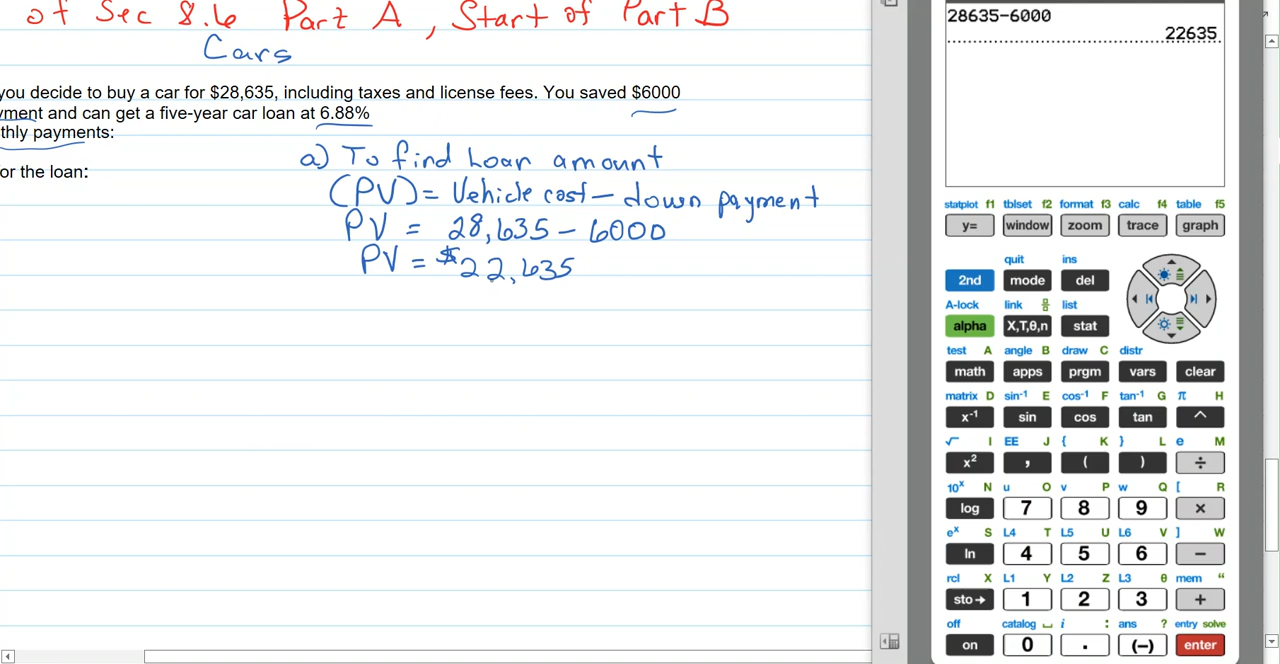 of Sec 8.6 Part A, Start of Part B
Cars
you decide to buy a car for $28,635, including taxes and license fees. You saved $6000
yment and can get a five-year car loan at 6.88%
thly payments:
or the loan:
a) To find Loan amount
(PV) = Vehicle cost - down payment
PV = 28,635 - 6000
PV = $22,635
28635-6000
22635
statplot f1 tblset f2 format f3 calc f4 table f5
y= window zoom trace graph
quit ins
2nd mode del
A-lock link list
alpha X,T,θ,n stat
test A angle B draw C distr
math apps prgm vars clear
matrix D sin⁻¹ E cos⁻¹ F tan⁻¹ G π H
x⁻¹ sin cos tan ^
√ I EE J { K } L e M
x² , ( ) ÷
10ˣ N u O v P w Q [ R
log 7 8 9 ×
eˣ S L4 T L5 U L6 V ] W
ln 4 5 6 −
rcl X L1 Y L2 Z L3 θ mem "
sto→ 1 2 3 +
off catalog ⎵ i : ans ? entry solve
on 0 . (−) enter